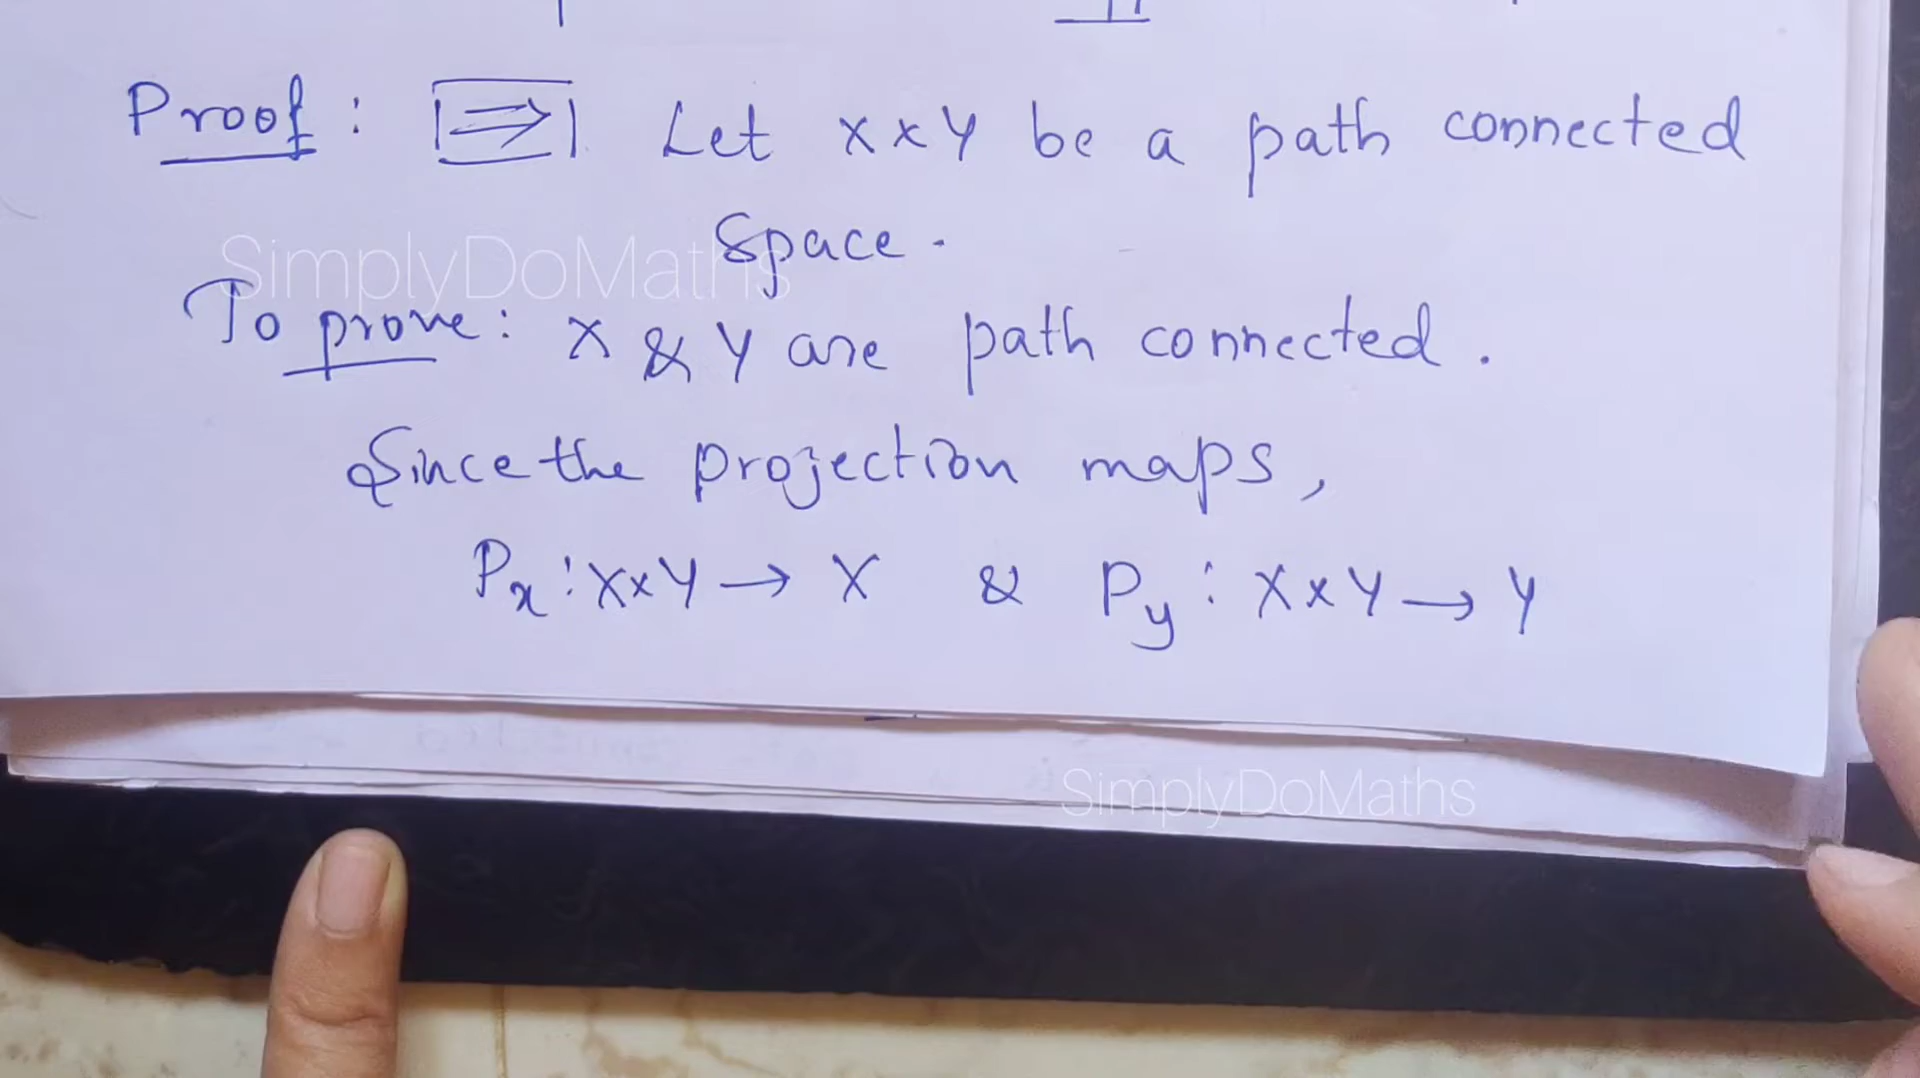 Proof : ⇒ Let X×Y be a path connected
space.
To prove: X & Y are path connected.
Since the projection maps,
Px : X×Y → X & Py : X×Y → Y
SimplyDoMaths
SimplyDoMaths